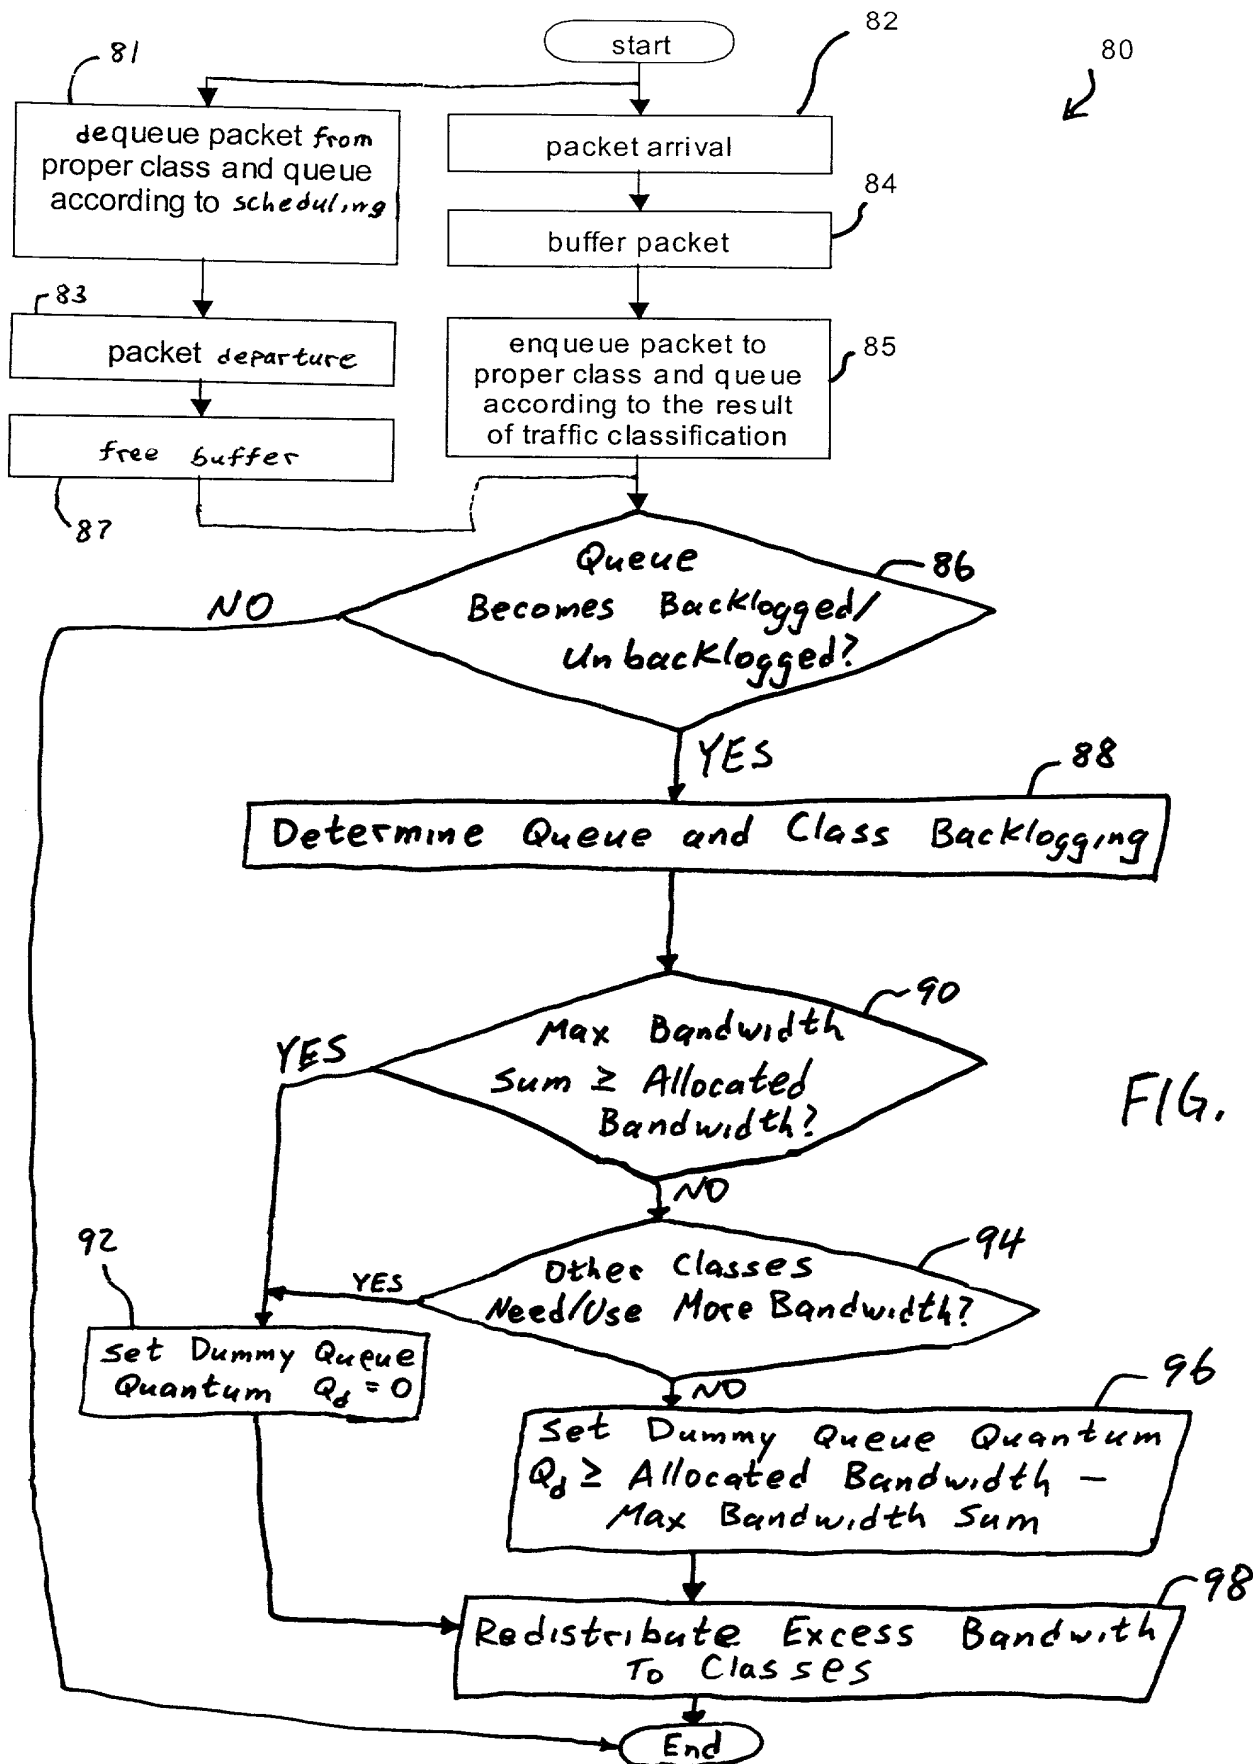 start
82
80
81
dequeue packet from
proper class and queue
according to scheduling
packet arrival
84
buffer packet
83
packet departure
enqueue packet to
proper class and queue
according to the result
of traffic classification
85
free buffer
87
Queue
Becomes Backlogged/
Unbacklogged?
86
NO
YES
88
Determine Queue and Class Backlogging
90
Max Bandwidth
Sum ≥ Allocated
Bandwidth?
YES
FIG.
NO
92
94
Other Classes
Need/Use More Bandwidth?
YES
Set Dummy Queue
Quantum Qd = 0
NO
96
Set Dummy Queue Quantum
Qd ≥ Allocated Bandwidth –
Max Bandwidth Sum
98
Redistribute Excess Bandwith
To Classes
End